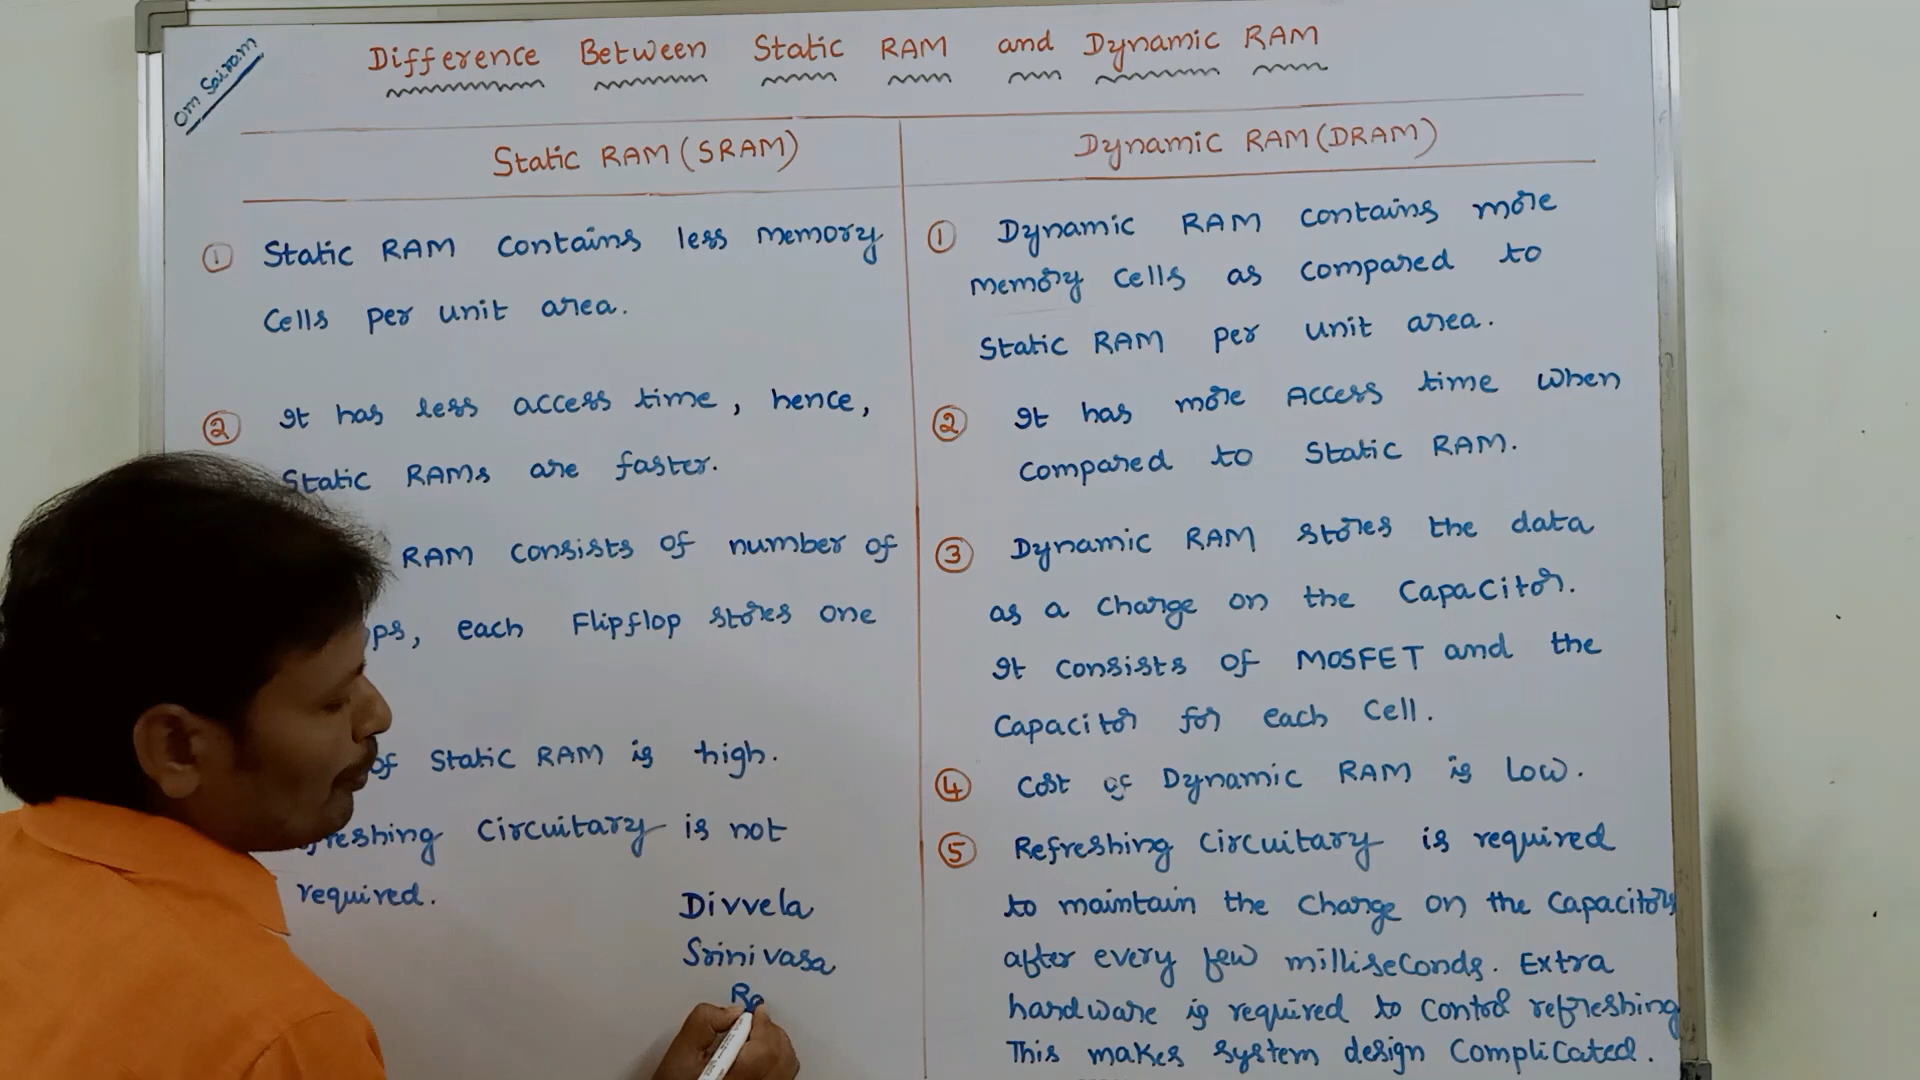 Om Sairam
Difference Between Static RAM and Dynamic RAM
Static RAM (SRAM)
① Static RAM contains less memory
cells per unit area.
② It has less access time, hence,
Static RAMs are faster.
RAM consists of number of
ps, each Flipflop stores one
of Static RAM is high.
freshing circuitary is not
required.
Divvela
Srinivasa
Ra
Dynamic RAM (DRAM)
① Dynamic RAM contains more
memory cells as compared to
Static RAM per unit area.
② It has more Access time when
compared to Static RAM.
③ Dynamic RAM stores the data
as a charge on the capacitor.
It consists of MOSFET and the
capacitor for each cell.
④ Cost of Dynamic RAM is Low.
⑤ Refreshing circuitary is required
to maintain the charge on the capacitors
after every few milliseconds. Extra
hardware is required to control refreshing
This makes system design complicated.